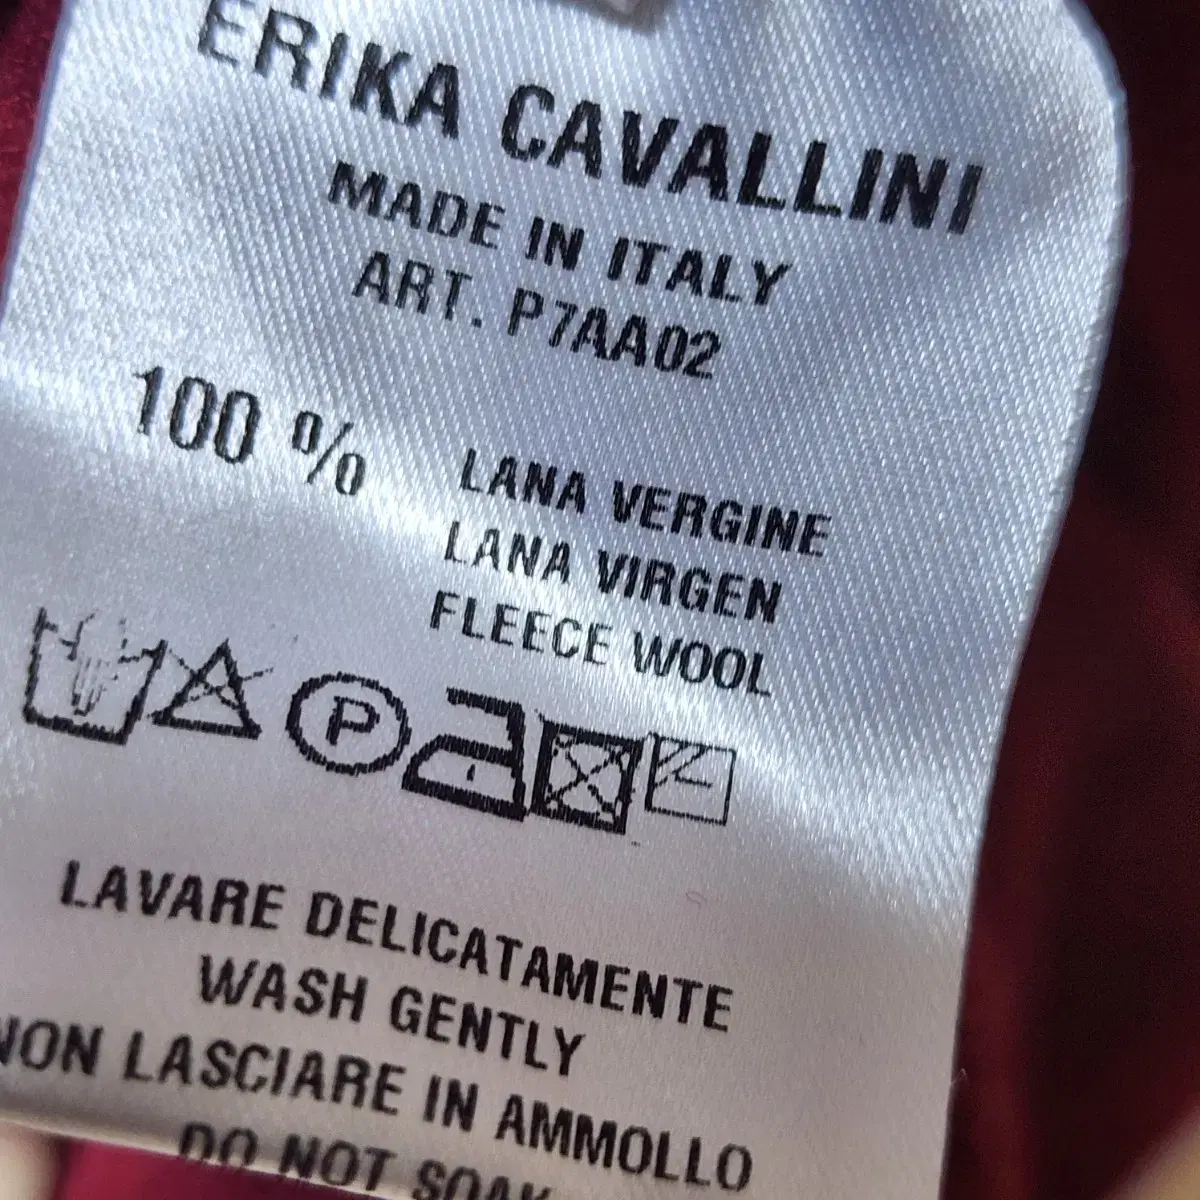 ERIKA CAVALLINI
MADE IN ITALY
ART. P7AA02
100 % LANA VERGINE
LANA VIRGEN
FLEECE WOOL
P
LAVARE DELICATAMENTE
WASH GENTLY
NON LASCIARE IN AMMOLLO
DO NOT SOAK